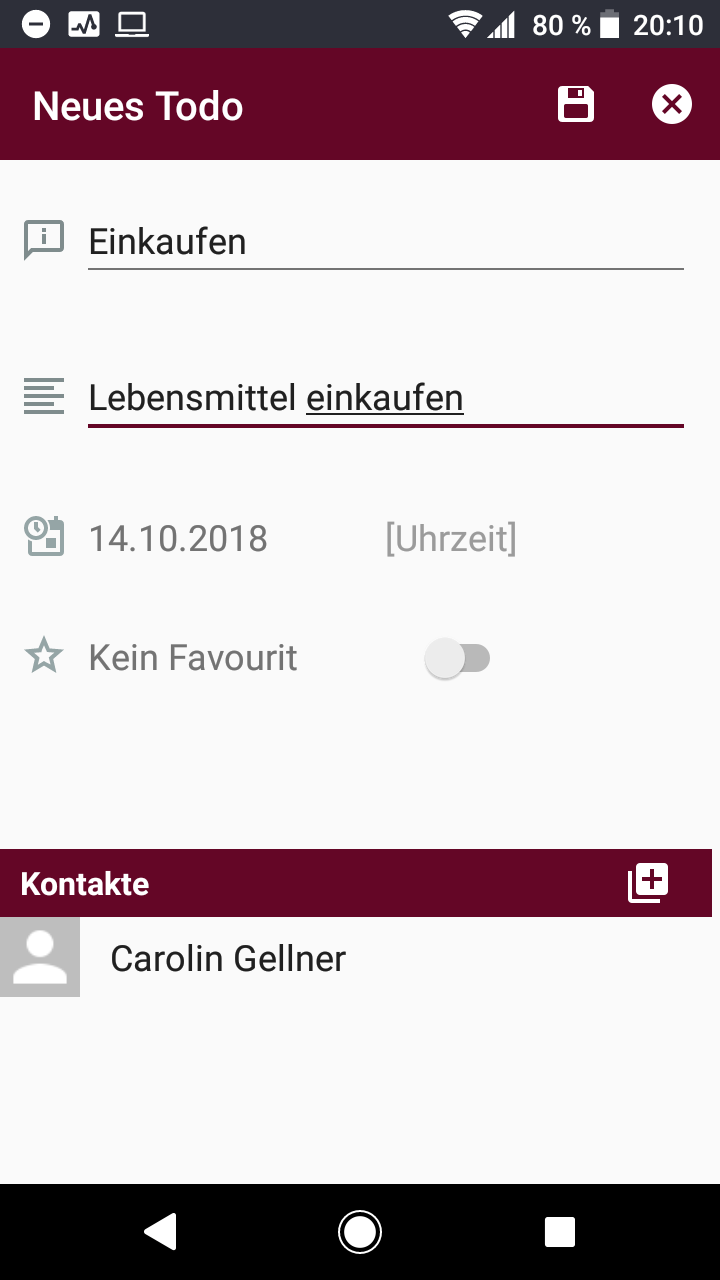 80 % 20:10
Neues Todo
Einkaufen
Lebensmittel einkaufen
14.10.2018 [Uhrzeit]
Kein Favourit
Kontakte
Carolin Gellner